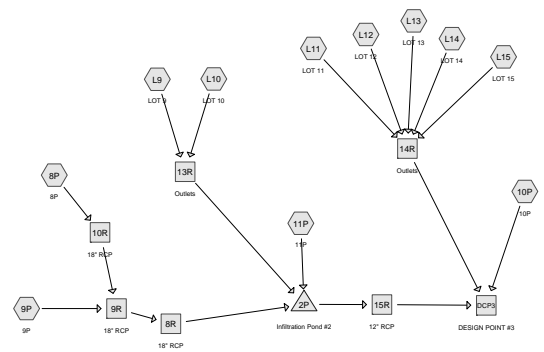 L13
L12
L14
L11
LOT 13
L15
LOT 12
LOT 14
LOT 11
L9
L10
LOT 15
LOT 9
LOT 10
14R
13R
Outlets
8P
Outlets
10P
8P
11P
10P
10R
11P
18" RCP
9P
9R
2P
15R
DCP3
8R
9P
18" RCP
Infiltration Pond #2
12" RCP
DESIGN POINT #3
18" RCP